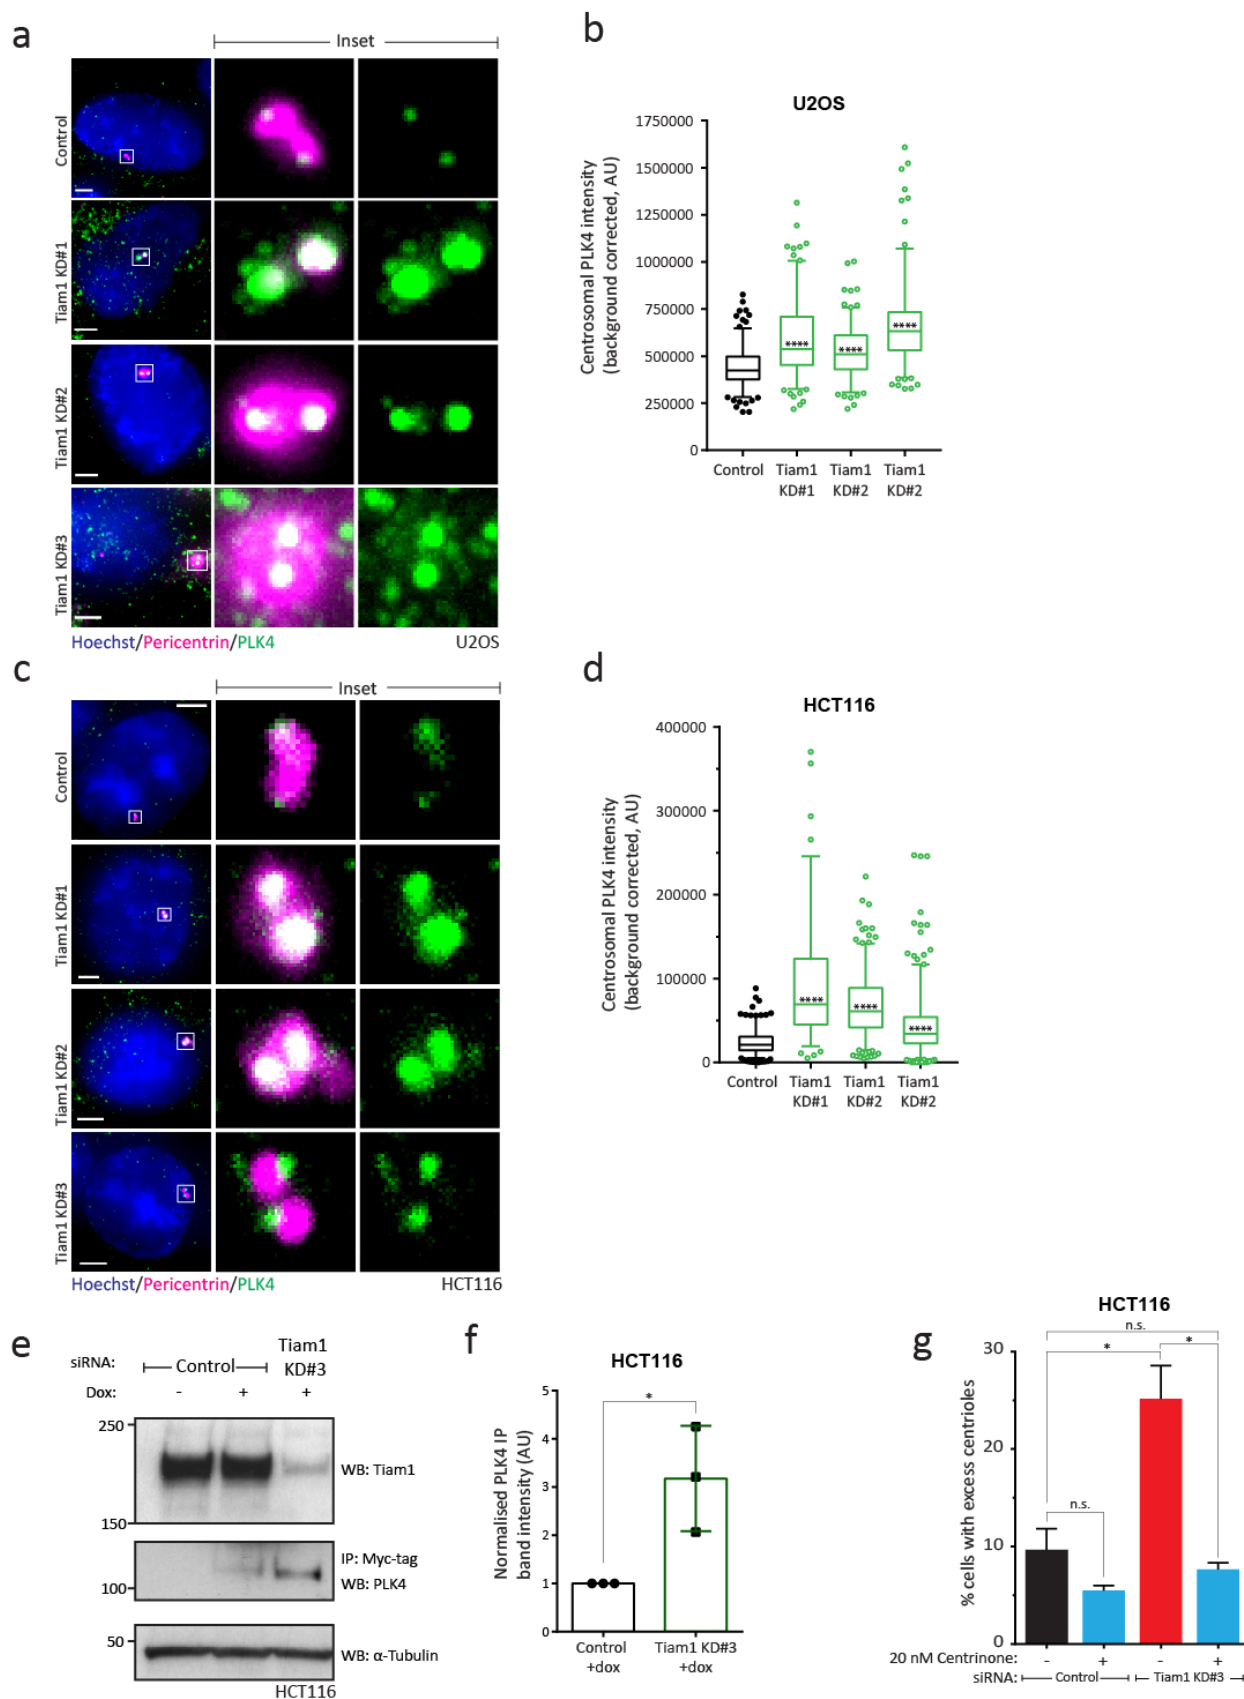 a
Inset
Control
Tiam1 KD#1
Tiam1 KD#2
Tiam1 KD#3
Hoechst/Pericentrin/PLK4
U2OS
b
U2OS
Centrosomal PLK4 intensity
(background corrected, AU)
1750000
1500000
1250000
1000000
750000
500000
250000
0
****
****
****
Control
Tiam1
KD#1
Tiam1
KD#2
Tiam1
KD#2
c
Inset
Control
Tiam1 KD#1
Tiam1 KD#2
Tiam1 KD#3
Hoechst/Pericentrin/PLK4
HCT116
d
HCT116
Centrosomal PLK4 intensity
(background corrected, AU)
400000
300000
200000
100000
0
****
****
****
Control
Tiam1
KD#1
Tiam1
KD#2
Tiam1
KD#2
e
siRNA:
Control
Tiam1
KD#3
Dox: - + +
250
150
WB: Tiam1
100
IP: Myc-tag
WB: PLK4
50
WB: α-Tubulin
HCT116
f
HCT116
Normalised PLK4 IP
band intensity (AU)
5
4
3
2
1
0
*
Control
+dox
Tiam1 KD#3
+dox
g
HCT116
% cells with excess centrioles
30
20
10
0
n.s.
*
*
n.s.
20 nM Centrinone: - + - +
siRNA: Control Tiam1 KD#3